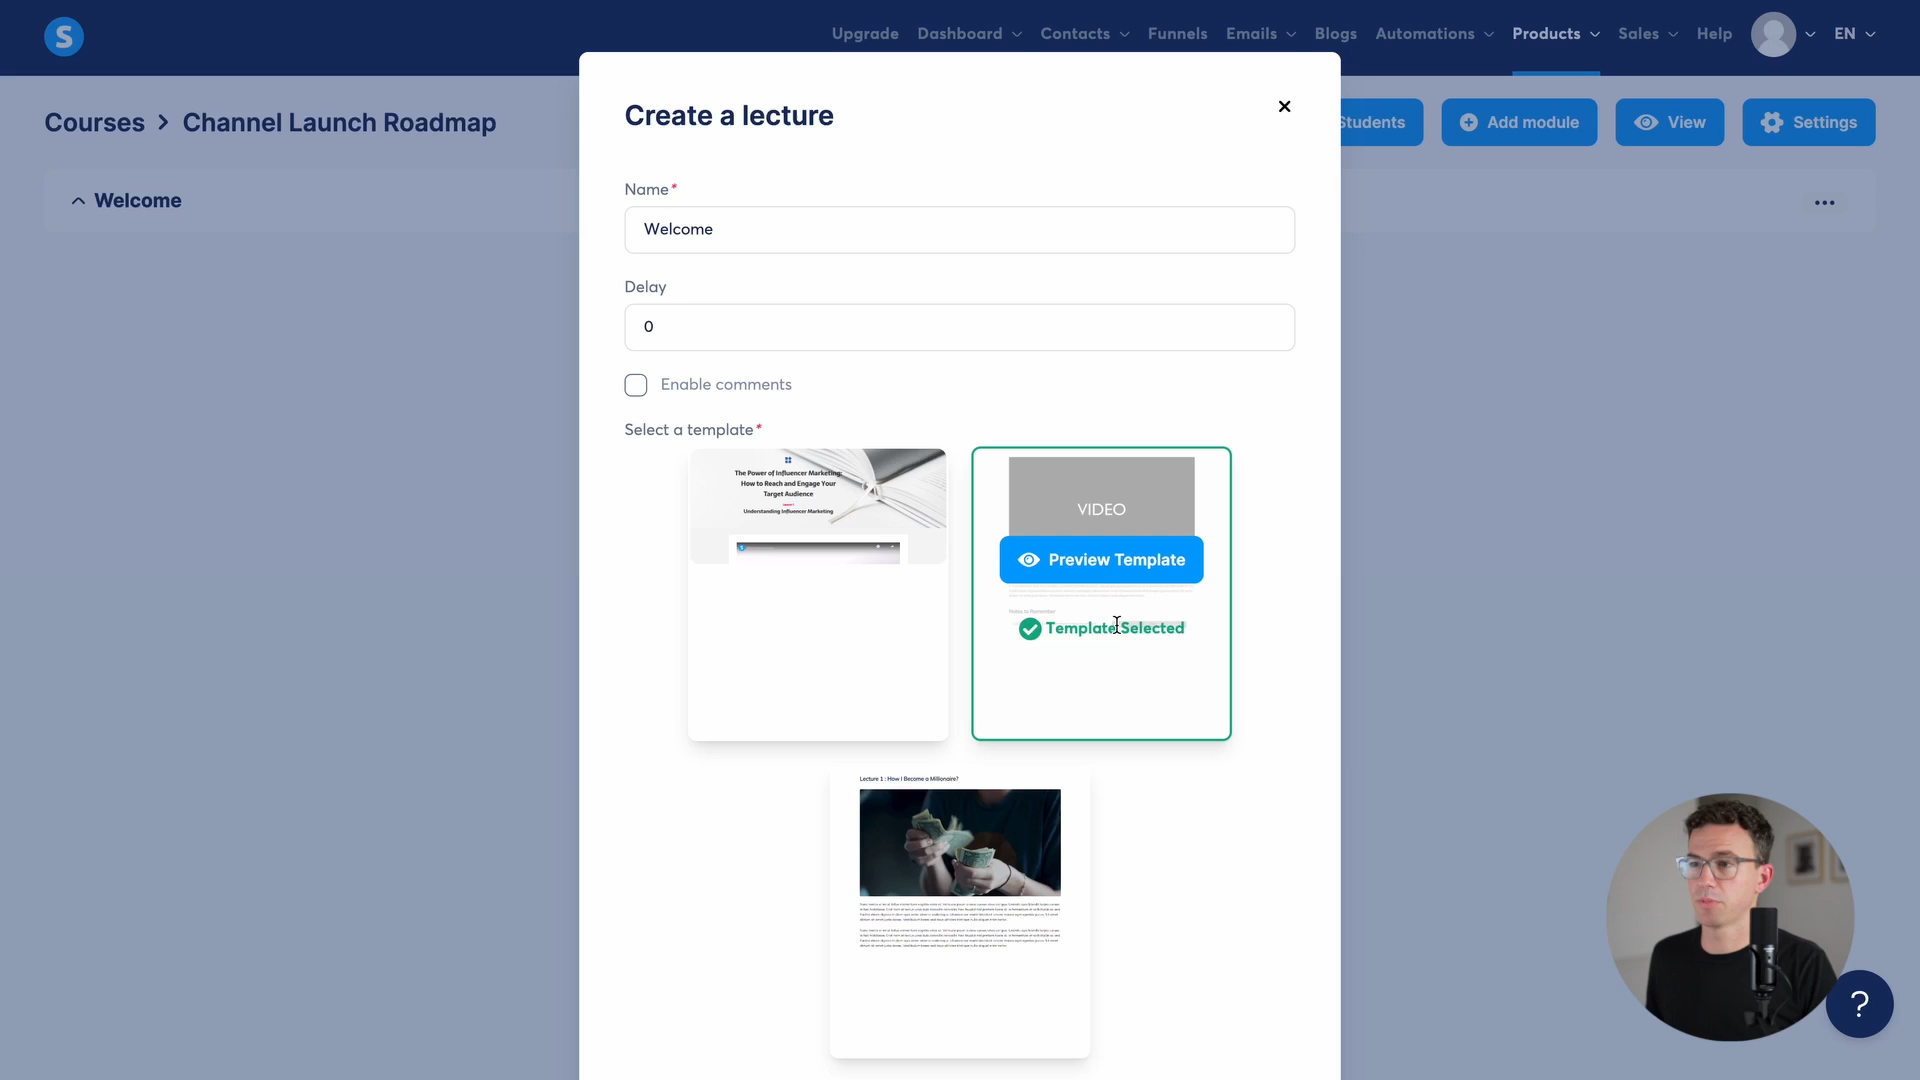 S
Upgrade Dashboard Contacts Funnels Emails Blogs Automations Products Sales Help EN
Courses > Channel Launch Roadmap
Students
Add module
View
Settings
Welcome
Create a lecture
Name*
Welcome
Delay
0
Enable comments
Select a template*
The Power of Influencer Marketing:
How to Reach and Engage Your
Target Audience
Understanding Influencer Marketing
VIDEO
Preview Template
Notes to Remember
Template Selected
Lecture 1 : How I Become a Millionaire?
?